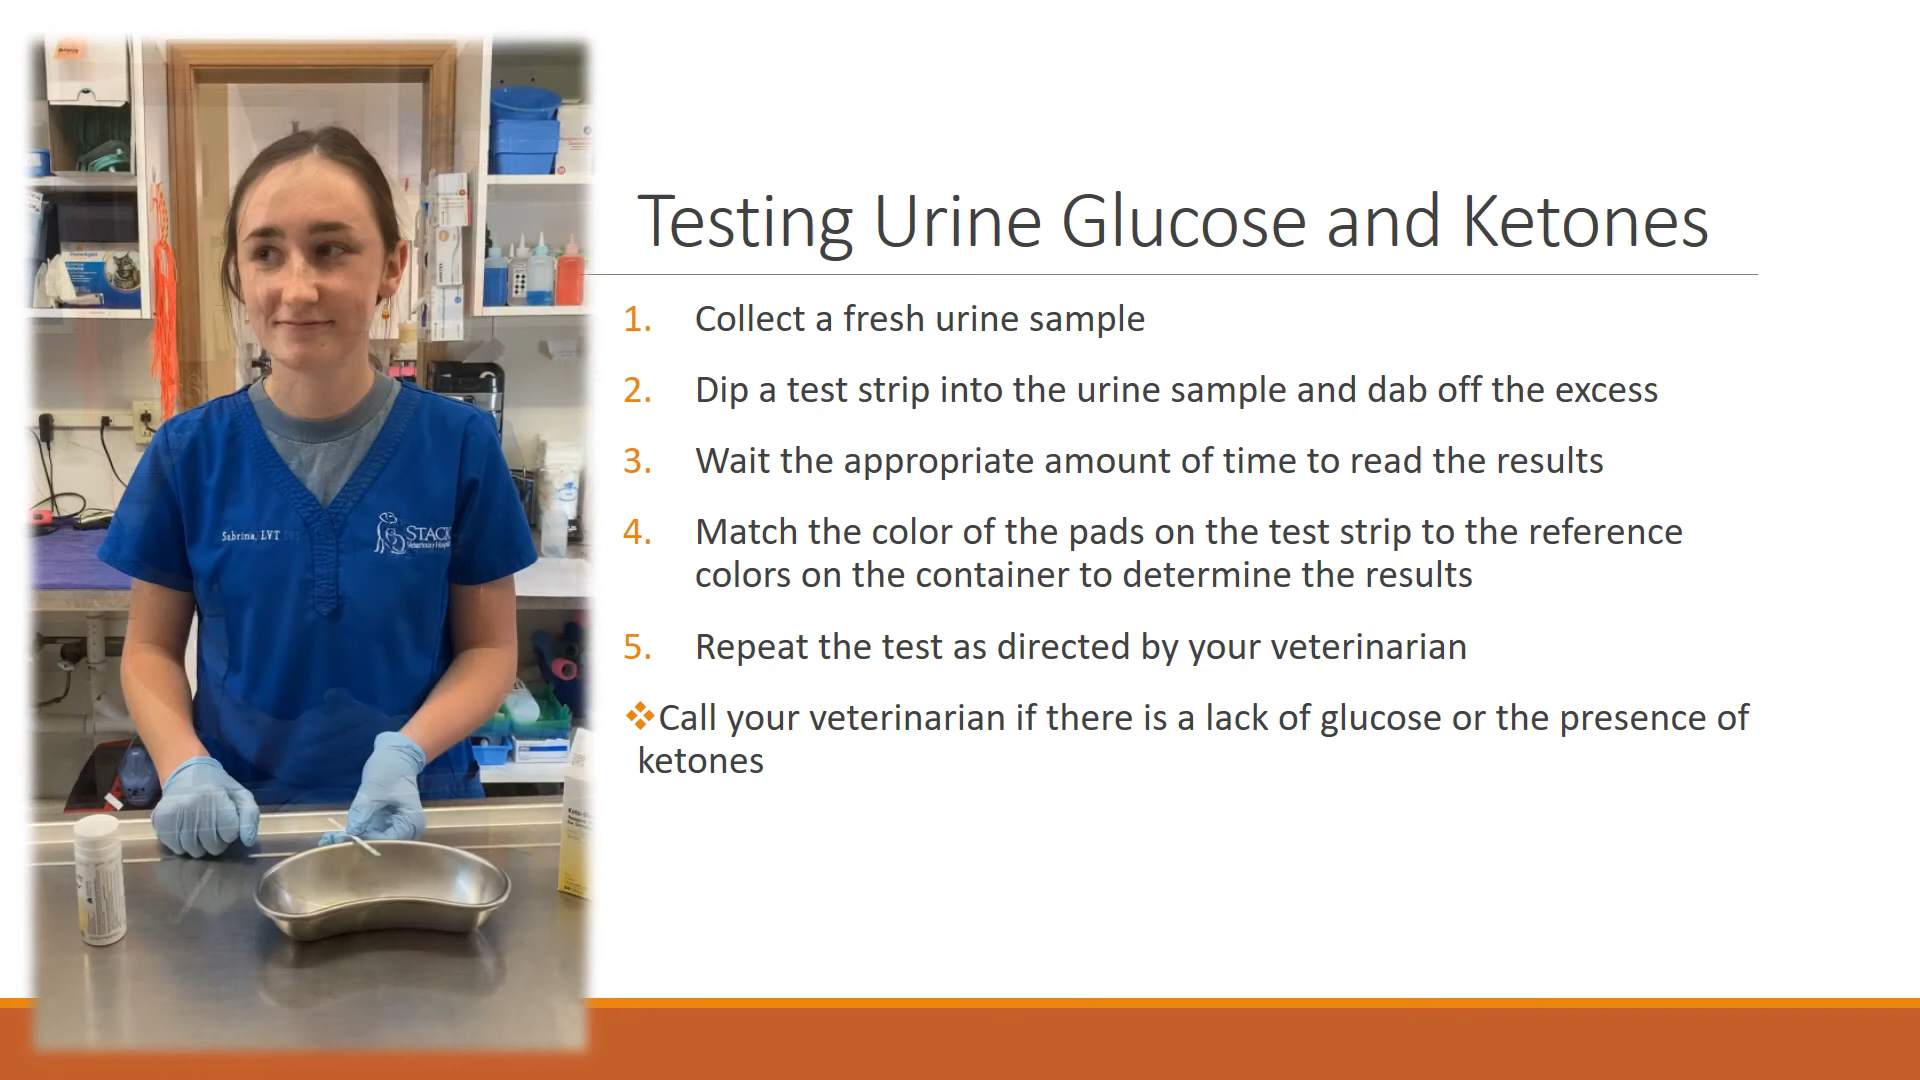 Testing Urine Glucose and Ketones
1. Collect a fresh urine sample
2. Dip a test strip into the urine sample and dab off the excess
3. Wait the appropriate amount of time to read the results
4. Match the color of the pads on the test strip to the reference
colors on the container to determine the results
5. Repeat the test as directed by your veterinarian
❖Call your veterinarian if there is a lack of glucose or the presence of
ketones
Sabrina, LVT
STACK